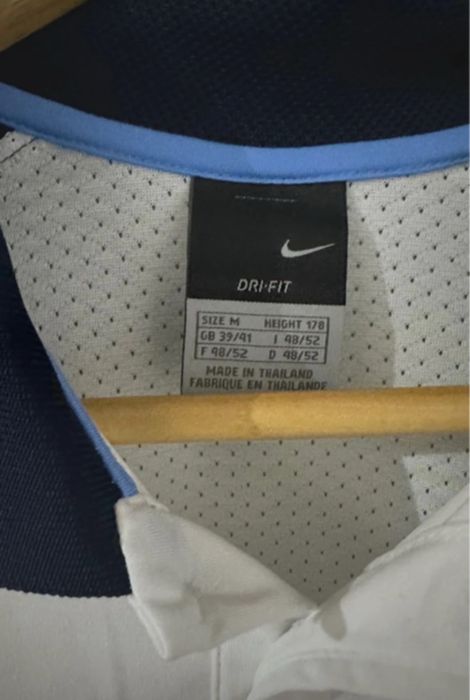 DRI-FIT
SIZE M HEIGHT 178
GB 39/41 I 48/52
F 48/52 D 48/52
MADE IN THAILAND
FABRIQUE EN THAILANDE